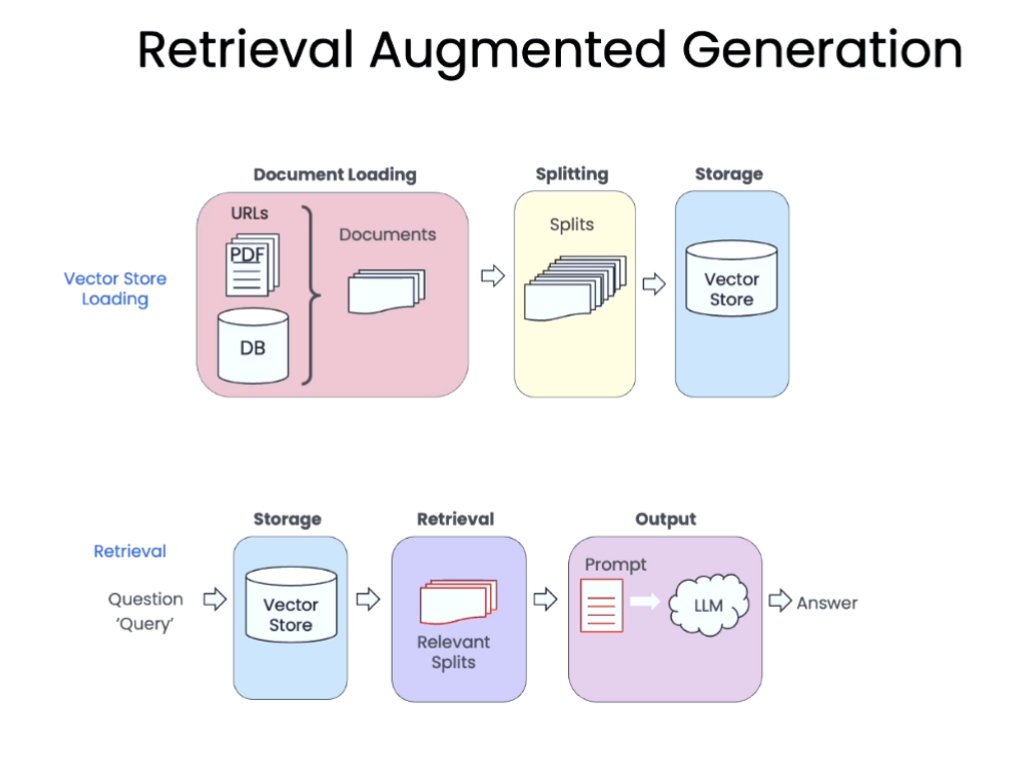 Retrieval Augmented Generation
Document Loading
Splitting
Storage
URLs
PDF
DB
Documents
Splits
Vector
Store
Vector Store
Loading
Storage
Retrieval
Output
Retrieval
Question
‘Query’
Vector
Store
Relevant
Splits
Prompt
LLM
Answer